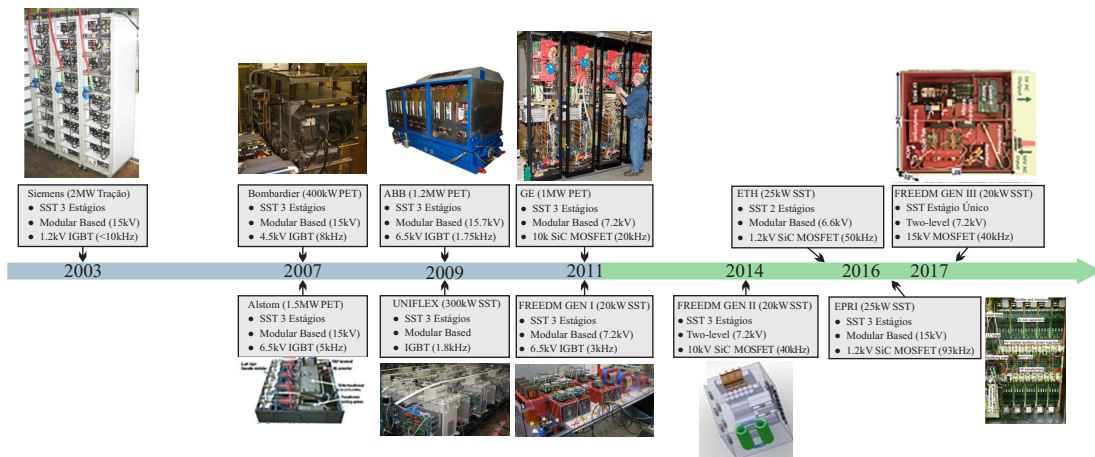 Siemens (2MW Tração)
● SST 3 Estágios
● Modular Based (15kV)
● 1.2kV IGBT (<10kHz)
Bombardier (400kW PET)
● SST 3 Estágios
● Modular Based (15kV)
● 4.5kV IGBT (8kHz)
ABB (1.2MW PET)
● SST 3 Estágios
● Modular Based (15.7kV)
● 6.5kV IGBT (1.75kHz)
GE (1MW PET)
● SST 3 Estágios
● Modular Based (7.2kV)
● 10k SiC MOSFET (20kHz)
ETH (25kW SST)
● SST 2 Estágios
● Modular Based (6.6kV)
● 1.2kV SiC MOSFET (50kHz)
LV AC
Output
MV AC
Input
FREEDM GEN III (20kW SST)
● SST Estágio Único
● Two-level (7.2kV)
● 15kV MOSFET (40kHz)
2003
2007
2009
2011
2014
2016
2017
Alstom (1.5MW PET)
● SST 3 Estágios
● Modular Based (15kV)
● 6.5kV IGBT (5kHz)
UNIFLEX (300kW SST)
● SST 3 Estágios
● Modular Based
● IGBT (1.8kHz)
FREEDM GEN I (20kW SST)
● SST 3 Estágios
● Modular Based (7.2kV)
● 6.5kV IGBT (3kHz)
FREEDM GEN II (20kW SST)
● SST 3 Estágios
● Two-level (7.2kV)
● 10kV SiC MOSFET (40kHz)
EPRI (25kW SST)
● SST 3 Estágios
● Modular Based (15kV)
● 1.2kV SiC MOSFET (93kHz)